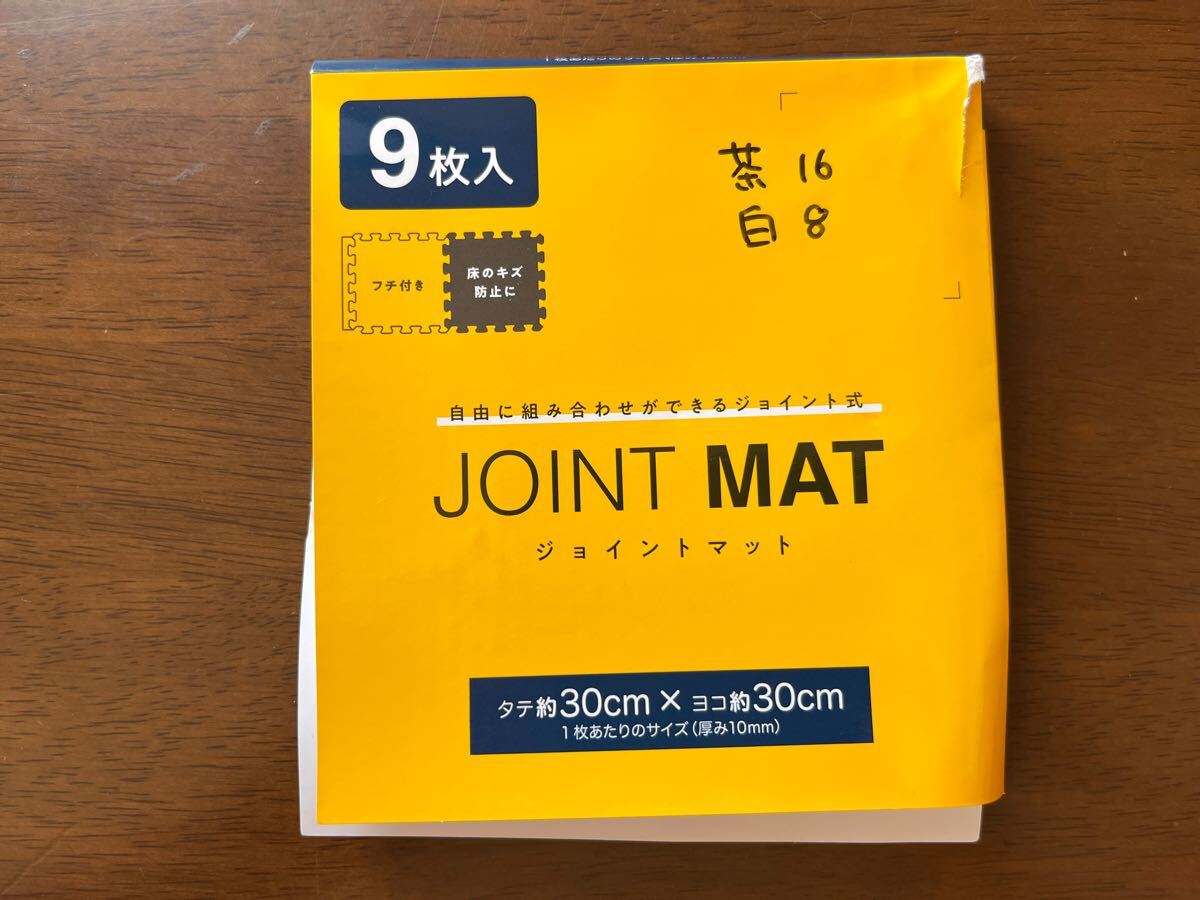 9枚入
茶 16
白 8
フチ付き
床のキズ
防止に
自由に組み合わせができるジョイント式
JOINT MAT
ジョイントマット
タテ約30cm×ヨコ約30cm
1枚あたりのサイズ(厚み10mm)